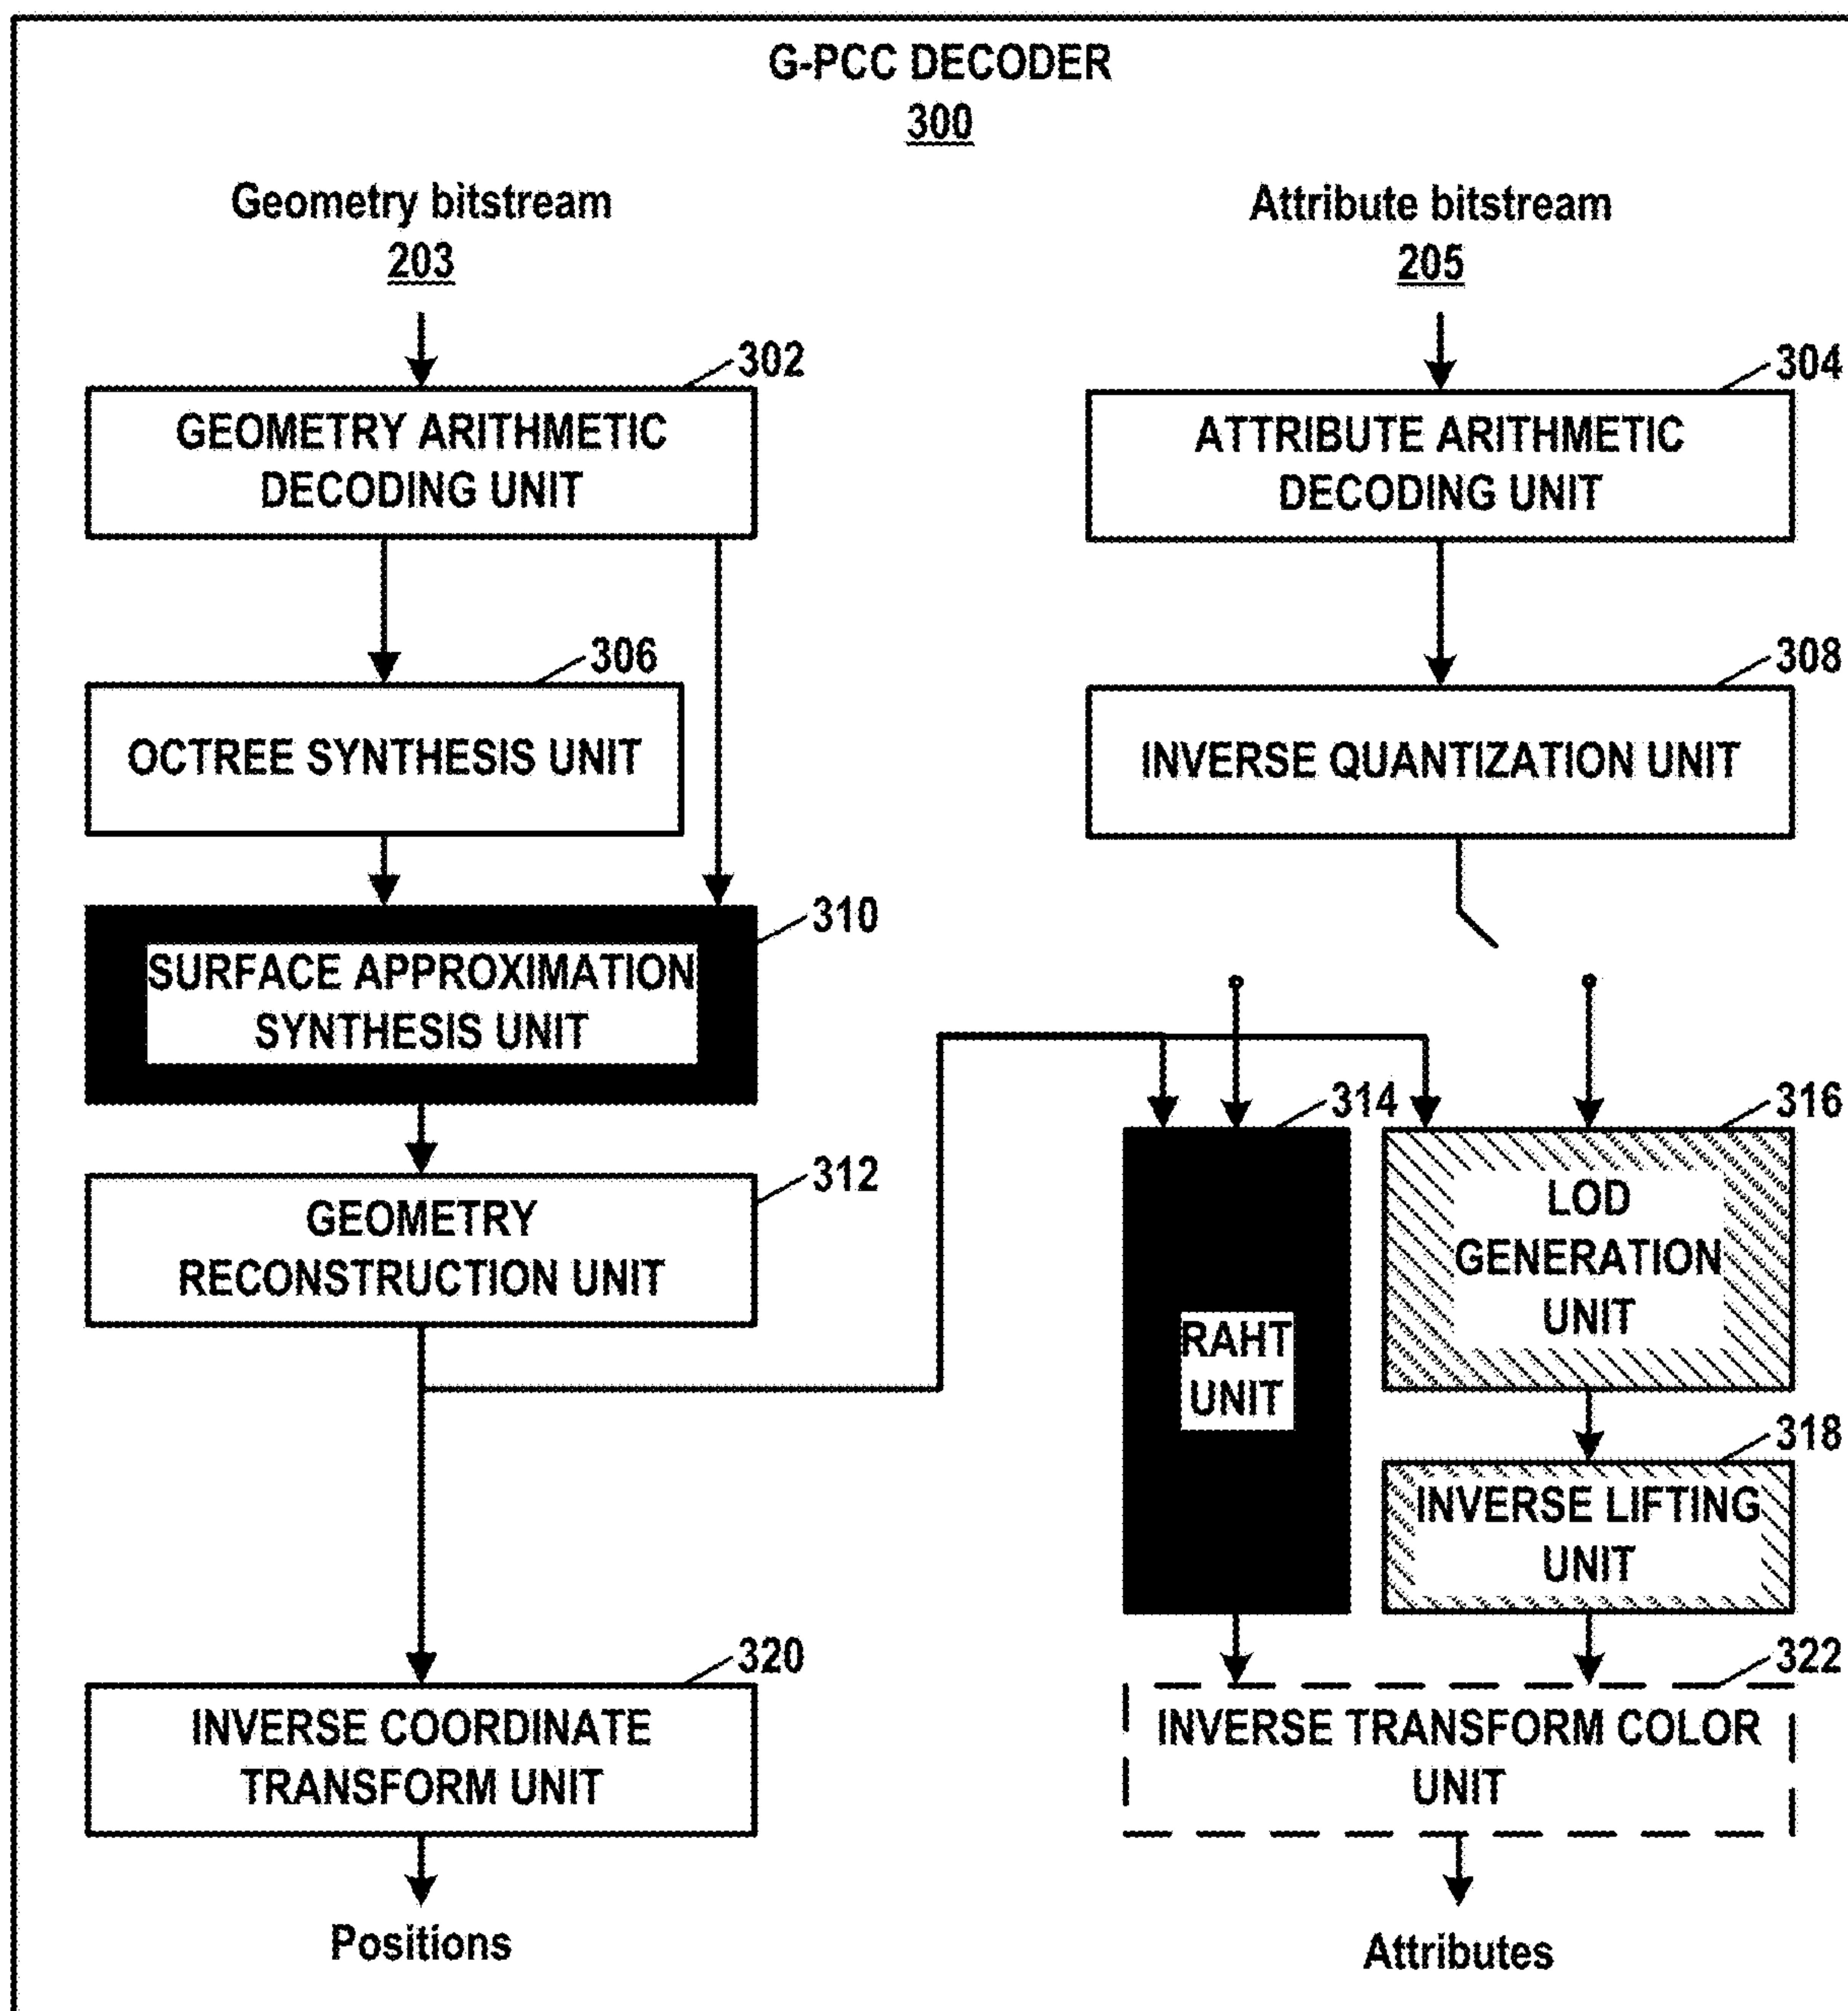 G-PCC DECODER
300
Geometry bitstream
203
Attribute bitstream
205
302
GEOMETRY ARITHMETIC
DECODING UNIT
304
ATTRIBUTE ARITHMETIC
DECODING UNIT
306
OCTREE SYNTHESIS UNIT
308
INVERSE QUANTIZATION UNIT
310
SURFACE APPROXIMATION
SYNTHESIS UNIT
312
GEOMETRY
RECONSTRUCTION UNIT
314
RAHT
UNIT
316
LOD
GENERATION
UNIT
318
INVERSE LIFTING
UNIT
320
INVERSE COORDINATE
TRANSFORM UNIT
322
INVERSE TRANSFORM COLOR
UNIT
Positions
Attributes